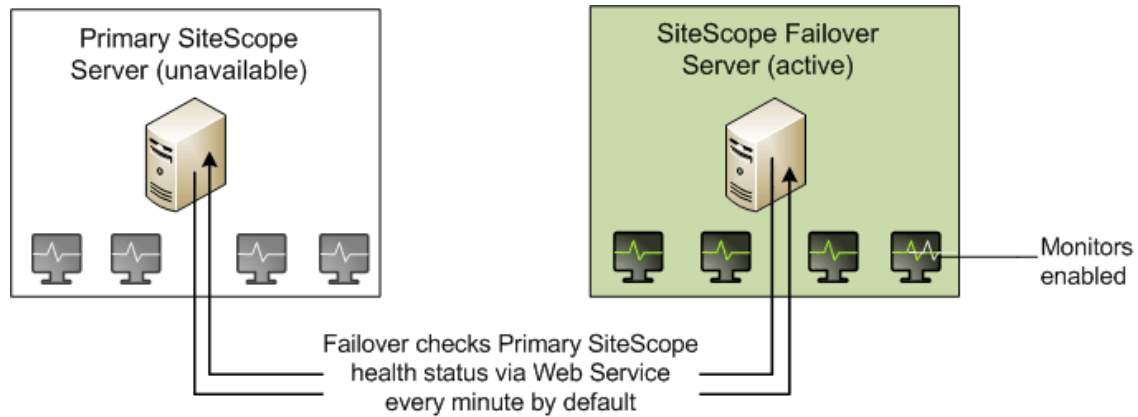 Primary SiteScope
Server (unavailable)
SiteScope Failover
Server (active)
Monitors
enabled
Failover checks Primary SiteScope
health status via Web Service
every minute by default